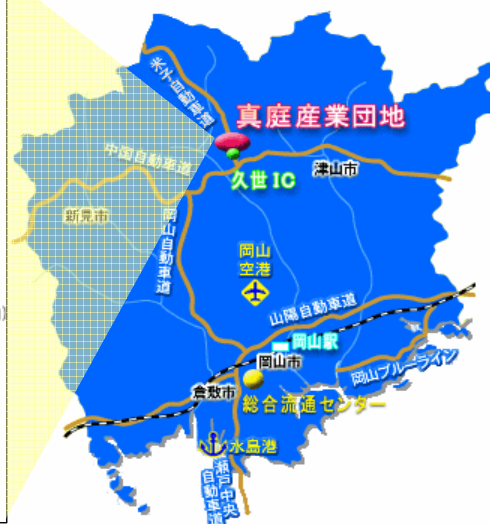 米子自動車道
真庭産業団地
中国自動車道
久世IC
津山市
新見市
岡山自動車道
岡山
空港
山陽自動車道
岡山駅
岡山市
岡山ブルーライン
倉敷市
総合流通センター
水島港
瀬戸中央
自動車道